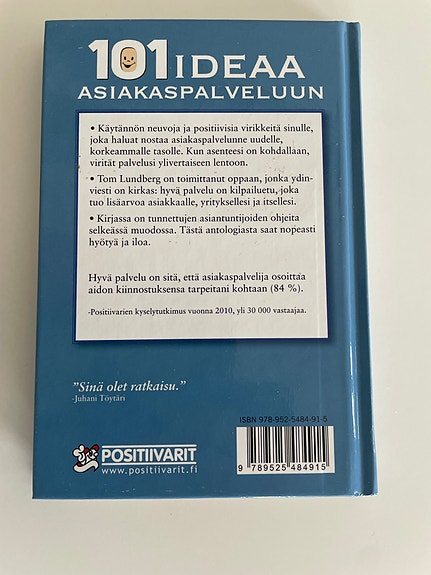 101 IDEAA
ASIAKASPALVELUUN
• Käytännön neuvoja ja positiivisia virikkeitä sinulle,
joka haluat nostaa asiakaspalvelunne uudelle,
korkeammalle tasolle. Kun asenteesi on kohdallaan,
virität palvelusi ylivertaiseen lentoon.
• Tom Lundberg on toimittanut oppaan, jonka ydin-
viesti on kirkas: hyvä palvelu on kilpailuetu, joka
tuo lisäarvoa asiakkaalle, yrityksellesi ja itsellesi.
• Kirjassa on tunnettujen asiantuntijoiden ohjeita
selkeässä muodossa. Tästä antologiasta saat nopeasti
hyötyä ja iloa.
Hyvä palvelu on sitä, että asiakaspalvelija osoittaa
aidon kiinnostuksensa tarpeitani kohtaan (84 %).
-Positiivarien kyselytutkimus vuonna 2010, yli 30 000 vastaajaa.
"Sinä olet ratkaisu."
-Juhani Töytäri
ISBN 978-952-5484-91-5
9 789525 484915
POSITIIVARIT
www.positiivarit.fi